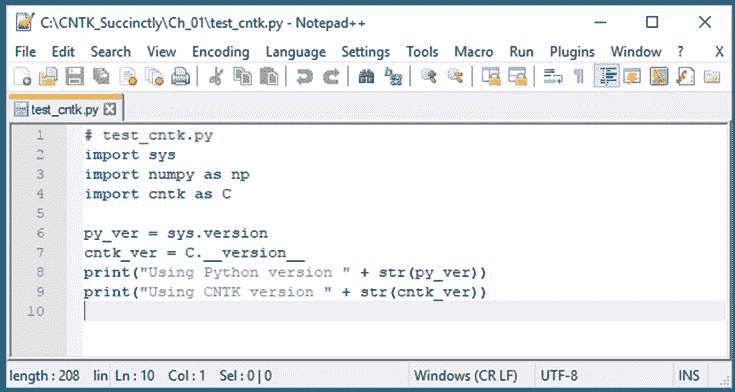 C:\CNTK_Succinctly\Ch_01\test_cntk.py - Notepad++
File Edit Search View Encoding Language Settings Tools Macro Run Plugins Window ? X
test_cntk.py
1 # test_cntk.py
2 import sys
3 import numpy as np
4 import cntk as C
5
6 py_ver = sys.version
7 cntk_ver = C.__version__
8 print("Using Python version " + str(py_ver))
9 print("Using CNTK version " + str(cntk_ver))
10
length : 208 lin Ln : 10 Col : 1 Sel : 0 | 0 Windows (CR LF) UTF-8 INS